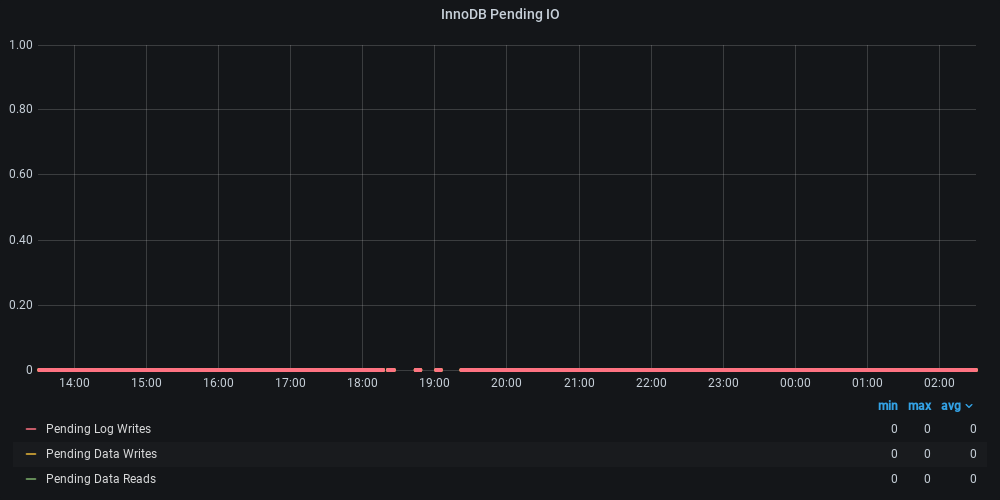 InnoDB Pending IO
1.00
0.80
0.60
0.40
0.20
0
14:00 15:00 16:00 17:00 18:00 19:00 20:00 21:00 22:00 23:00 00:00 01:00 02:00
min max avg
Pending Log Writes 0 0 0
Pending Data Writes 0 0 0
Pending Data Reads 0 0 0